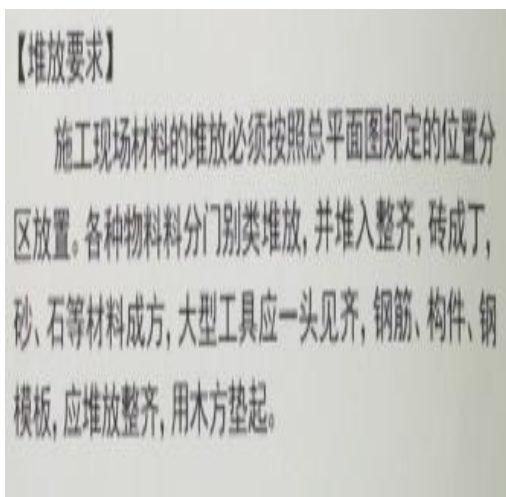 【堆放要求】
施工现场材料的堆放必须按照总平面图规定的位置分
区放置。各种物料料分门别类堆放,并堆入整齐,砖成丁,
砂、石等材料成方,大型工具应一头见齐,钢筋、构件、钢
模板,应堆放整齐,用木方垫起。